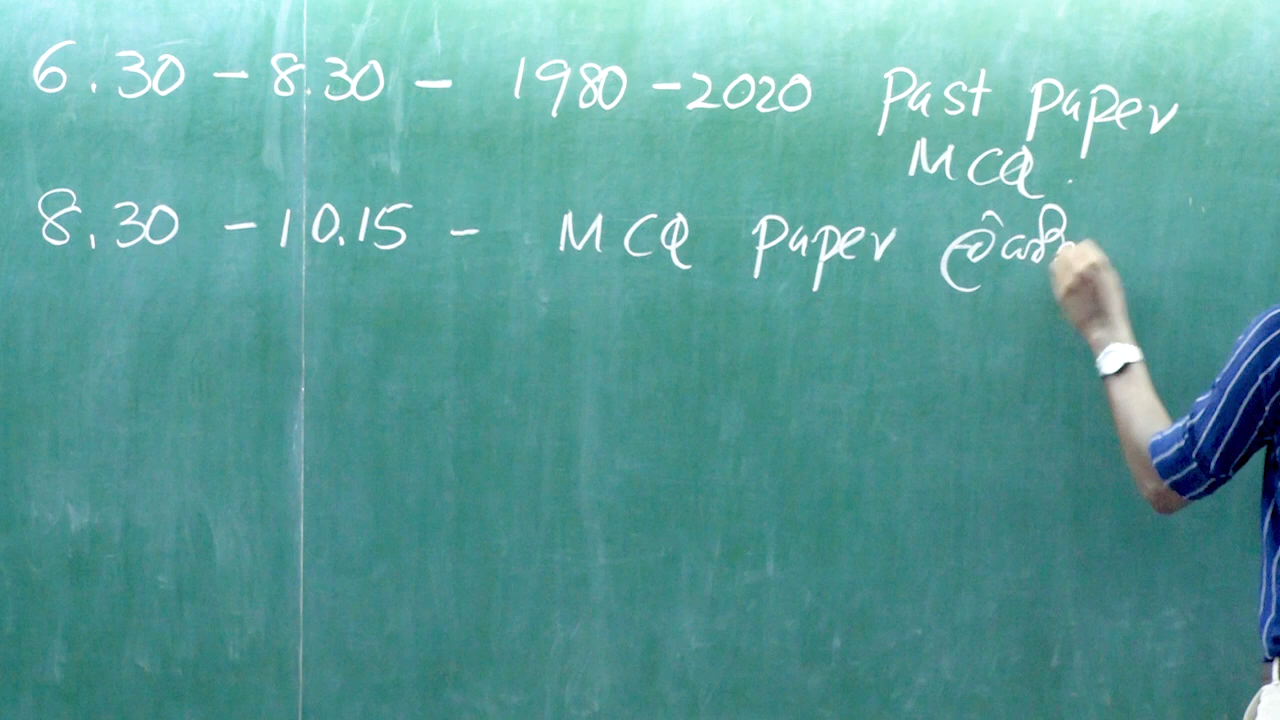 6.30 - 8.30 - 1980 - 2020 Past paper
MCQ.
8.30 - 10.15 - MCQ paper